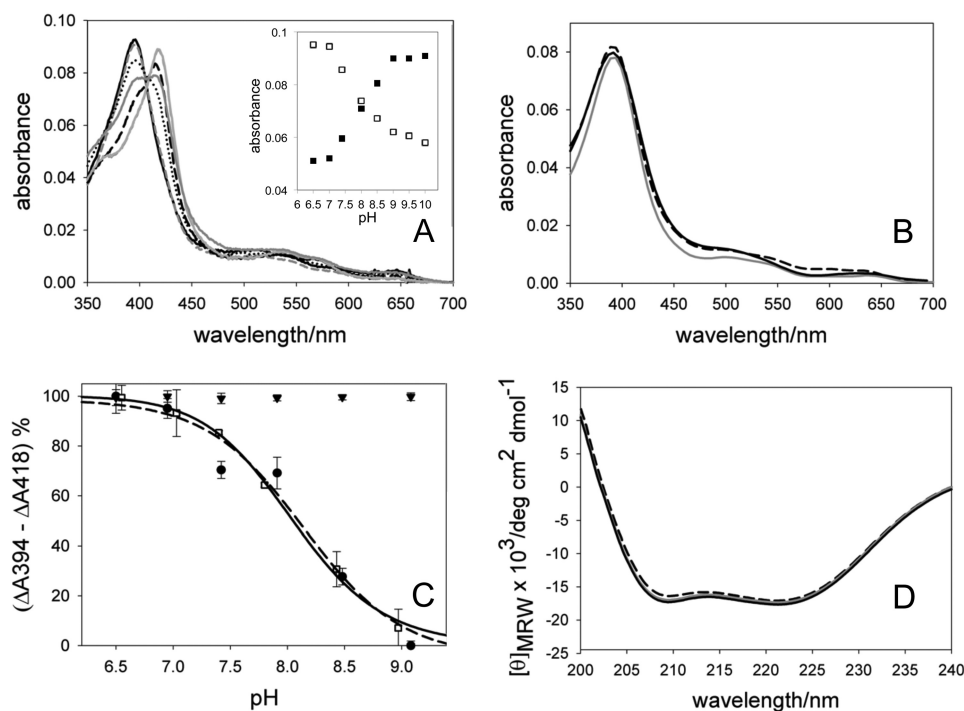 0.10
0.08
0.06
0.04
0.02
0.00
absorbance
350 400 450 500 550 600 650 700
wavelength/nm
0.1
0.08
0.06
0.04
absorbance
6 6.5 7 7.5 8 8.5 9 9.5 10
pH
A
0.08
0.06
0.04
0.02
0.00
absorbance
350 400 450 500 550 600 650 700
wavelength/nm
B
100
80
60
40
20
0
(ΔA394 - ΔA418) %
6.5 7.0 7.5 8.0 8.5 9.0
pH
C
15
10
5
0
-5
-10
-15
-20
-25
[θ]MRW x 10³/deg cm² dmol⁻¹
200 205 210 215 220 225 230 235 240
wavelength/nm
D